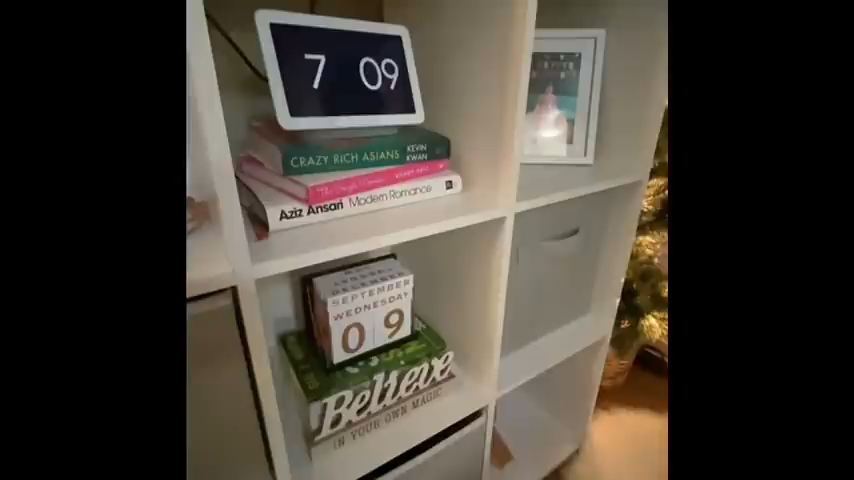 7 09
CRAZY RICH ASIANS KEVIN KWAN
Aziz Ansari Modern Romance
DECEMBER
SEPTEMBER
WEDNESDAY
09
Believe
IN YOUR OWN MAGIC